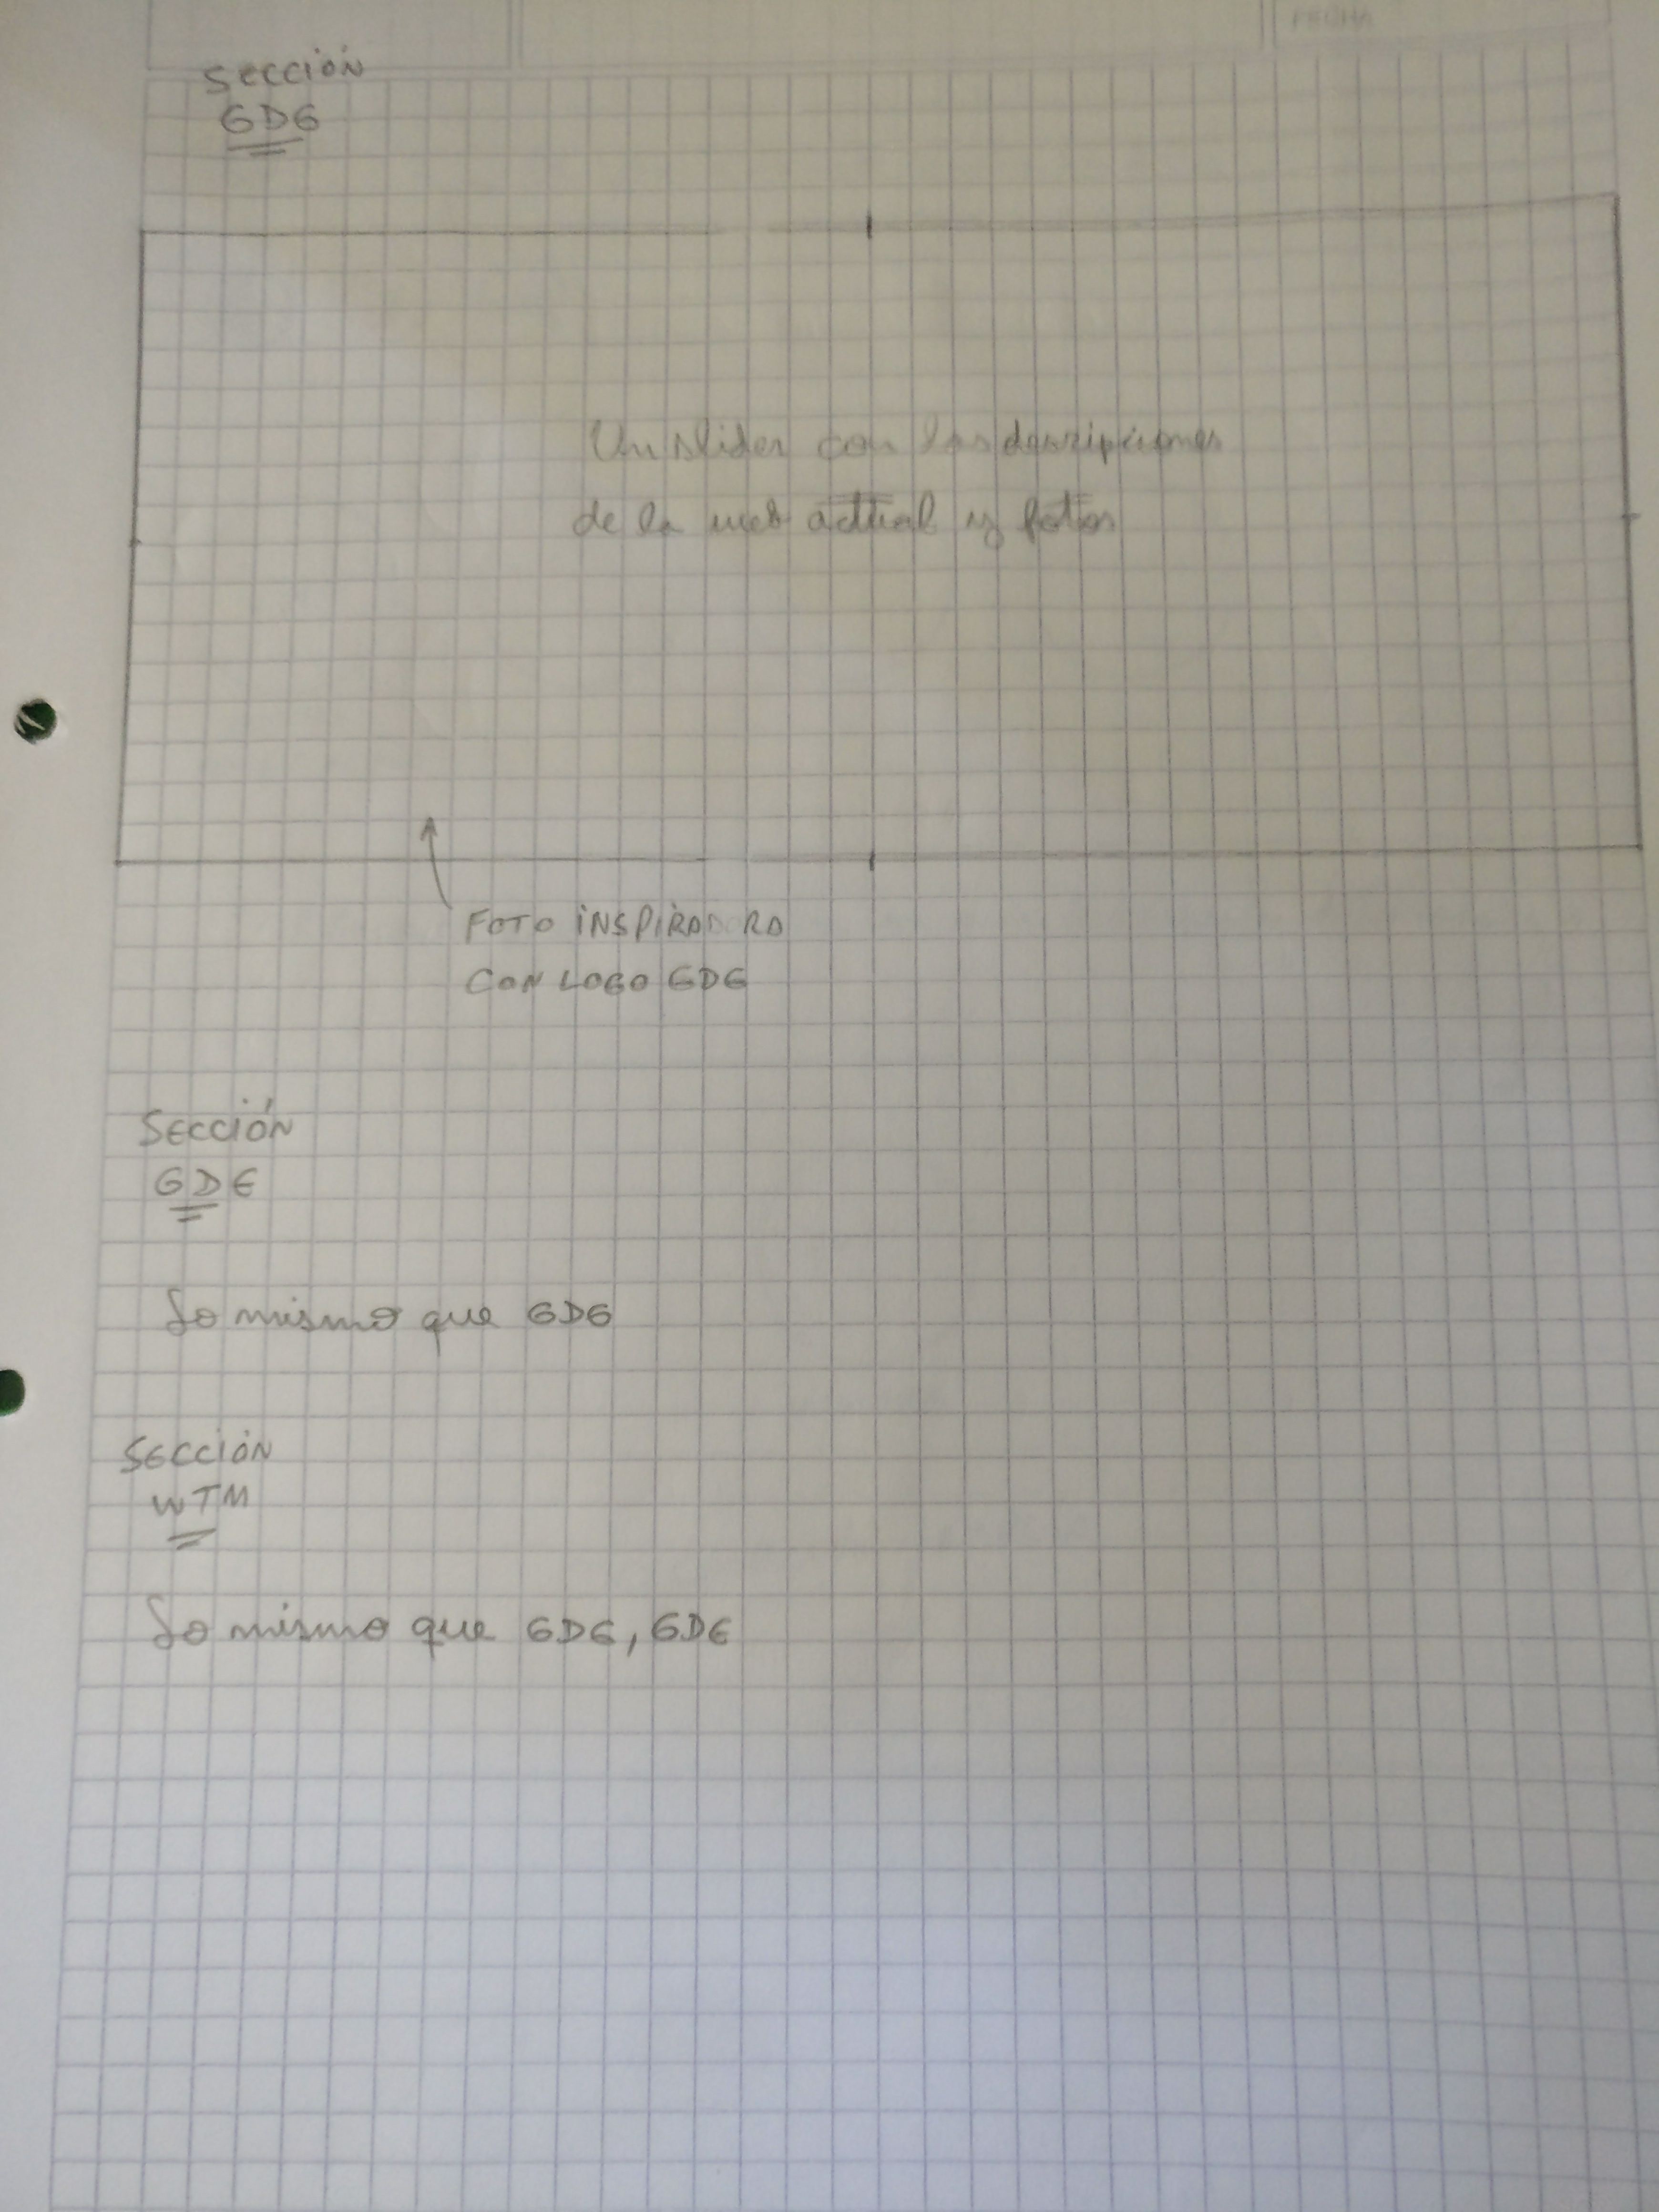 FECHA
SECCIÓN
GDG
Un slider con las descripciones
de la web actual y fotos
FOTO INSPIRADORA
CON LOGO GDG
SECCIÓN
GDE
Lo mismo que GDG
SECCIÓN
WTM
Lo mismo que GDG, GDE